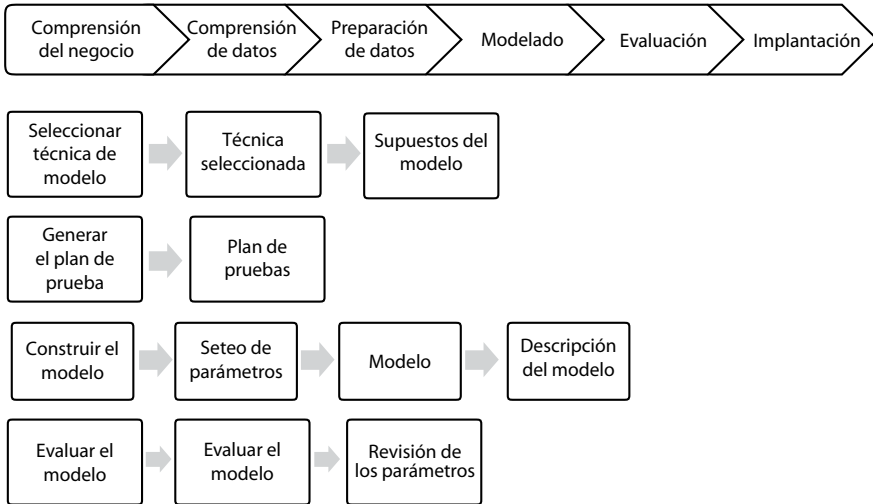 Comprensión
del negocio
Comprensión
de datos
Preparación
de datos
Modelado
Evaluación
Implantación
Seleccionar
técnica de
modelo
Técnica
seleccionada
Supuestos del
modelo
Generar
el plan de
prueba
Plan de
pruebas
Construir el
modelo
Seteo de
parámetros
Modelo
Descripción
del modelo
Evaluar el
modelo
Evaluar el
modelo
Revisión de
los parámetros